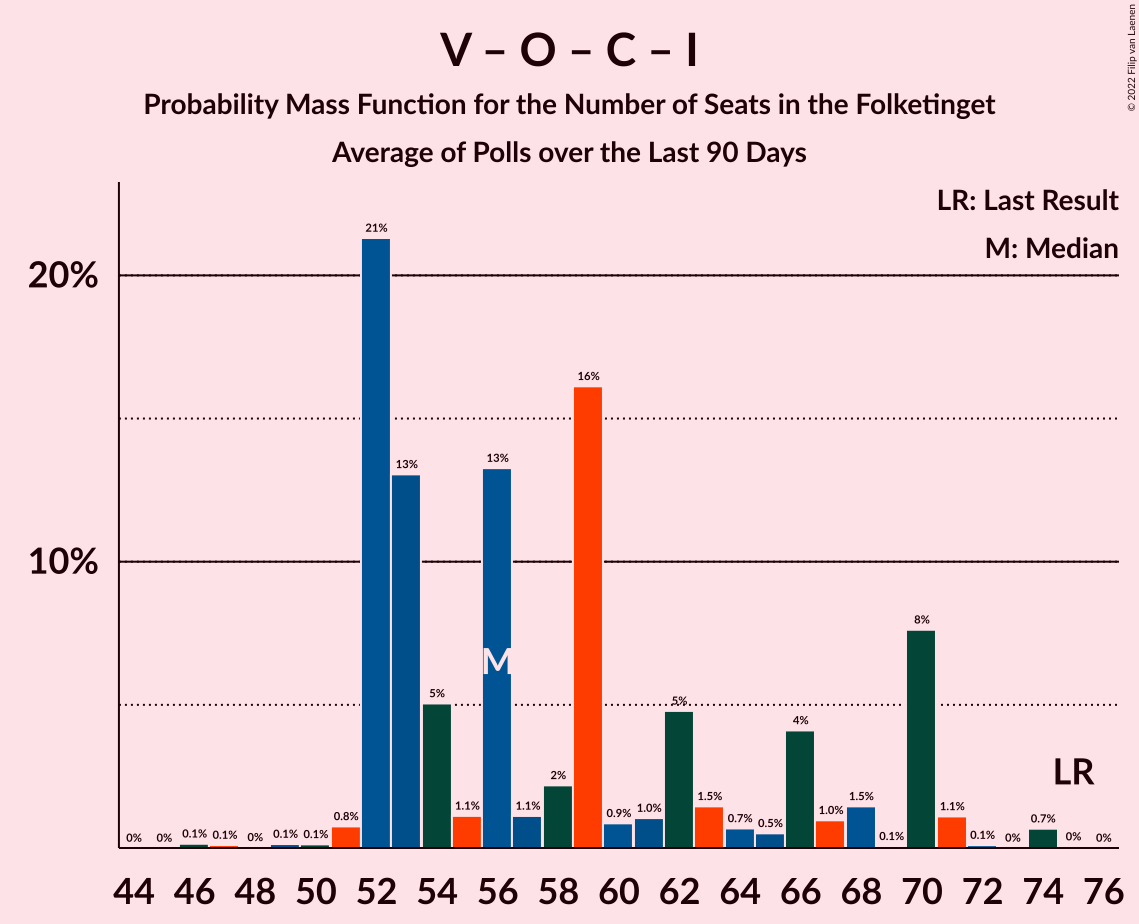 V – O – C – I
Probability Mass Function for the Number of Seats in the Folketinget
Average of Polls over the Last 90 Days
© 2022 Filip van Laenen
LR: Last Result
M: Median
20%
10%
0% 0% 0.1% 0.1% 0% 0.1% 0.1% 0.8% 21% 13% 5% 1.1% 13% 1.1% 2% 16% 0.9% 1.0% 5% 1.5% 0.7% 0.5% 4% 1.0% 1.5% 0.1% 8% 1.1% 0.1% 0% 0.7% 0% 0%
M
LR
44 46 48 50 52 54 56 58 60 62 64 66 68 70 72 74 76